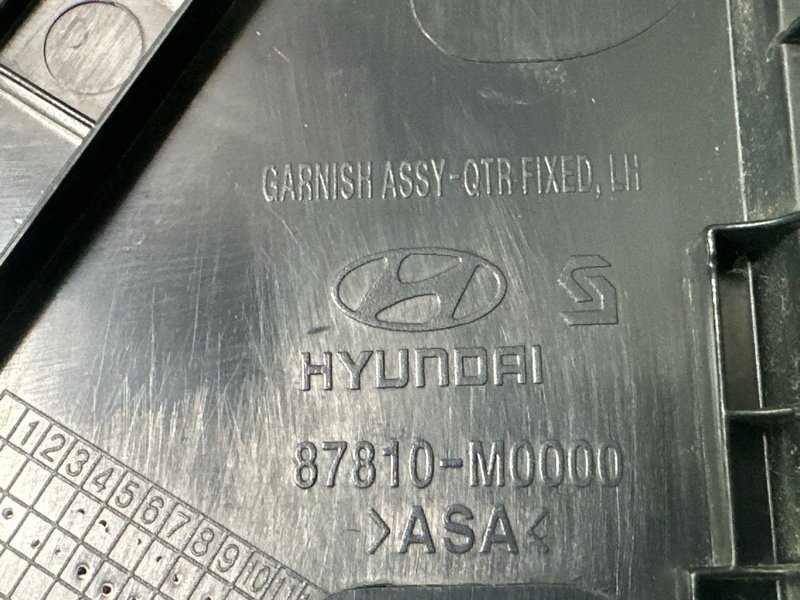 GARNISH ASSY-QTR FIXED, LH
HYUNDAI
87810-M0000
>ASA<
1 2 3 4 5 6 7 8 9 10